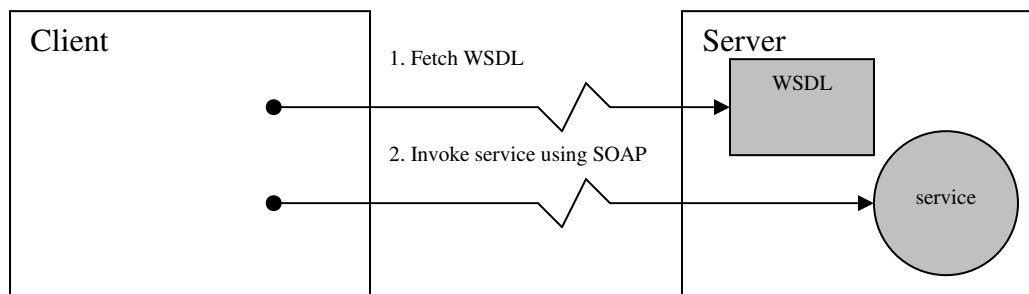 Client
Server
1. Fetch WSDL
WSDL
2. Invoke service using SOAP
service